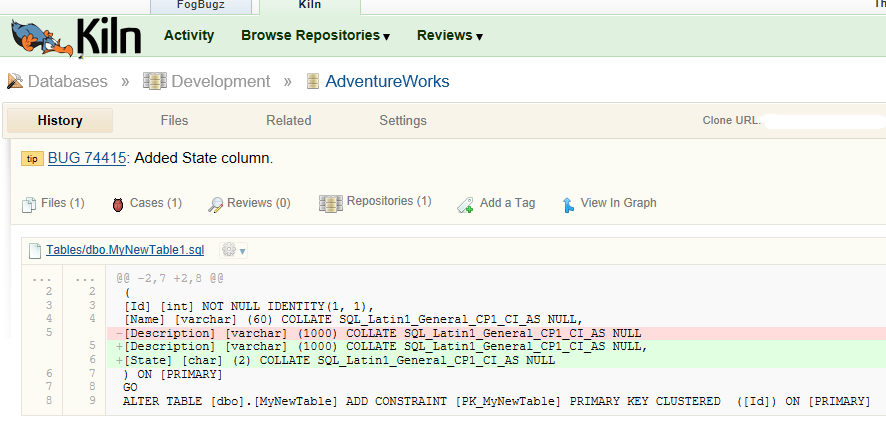 FogBugz Kiln Th
Kiln Activity Browse Repositories Reviews
Databases » Development » AdventureWorks
History Files Related Settings Clone URL:
tip BUG 74415: Added State column.
Files (1) Cases (1) Reviews (0) Repositories (1) Add a Tag View In Graph
Tables/dbo.MyNewTable1.sql
... ... @@ -2,7 +2,8 @@
2 2 (
3 3 [Id] [int] NOT NULL IDENTITY(1, 1),
4 4 [Name] [varchar] (60) COLLATE SQL_Latin1_General_CP1_CI_AS NULL,
5 -[Description] [varchar] (1000) COLLATE SQL_Latin1_General_CP1_CI_AS NULL
5 +[Description] [varchar] (1000) COLLATE SQL_Latin1_General_CP1_CI_AS NULL,
6 +[State] [char] (2) COLLATE SQL_Latin1_General_CP1_CI_AS NULL
6 7 ) ON [PRIMARY]
7 8 GO
8 9 ALTER TABLE [dbo].[MyNewTable] ADD CONSTRAINT [PK_MyNewTable] PRIMARY KEY CLUSTERED ([Id]) ON [PRIMARY]